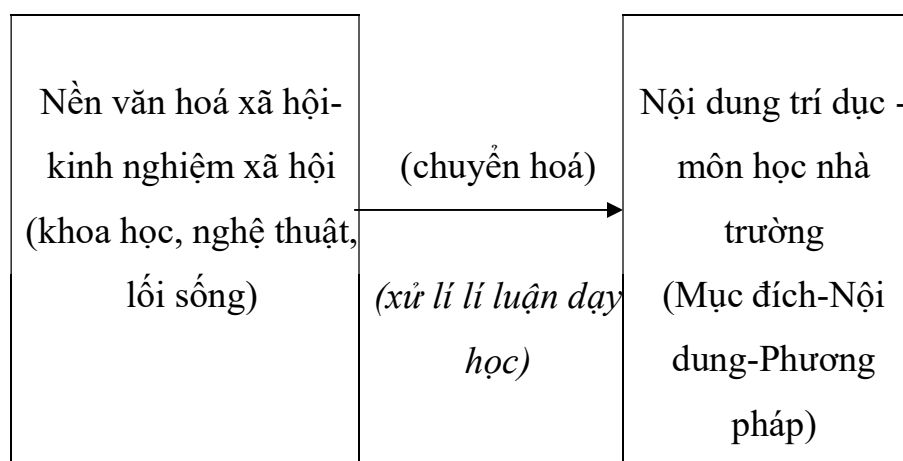 Nền văn hoá xã hội-
kinh nghiệm xã hội
(khoa học, nghệ thuật,
lối sống)
(chuyển hoá)
(xử lí lí luận dạy
học)
Nội dung trí dục -
môn học nhà
trường
(Mục đích-Nội
dung-Phương
pháp)